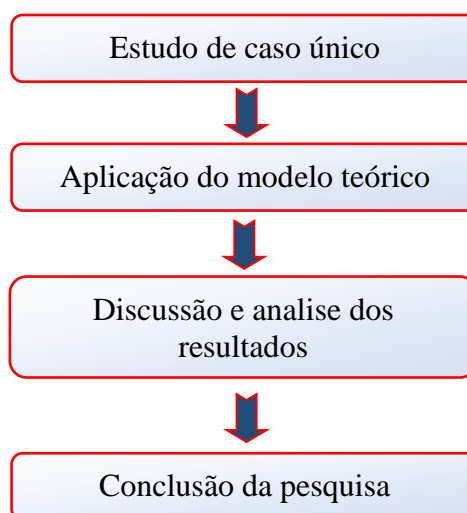 Estudo de caso único
Aplicação do modelo teórico
Discussão e analise dos
resultados
Conclusão da pesquisa